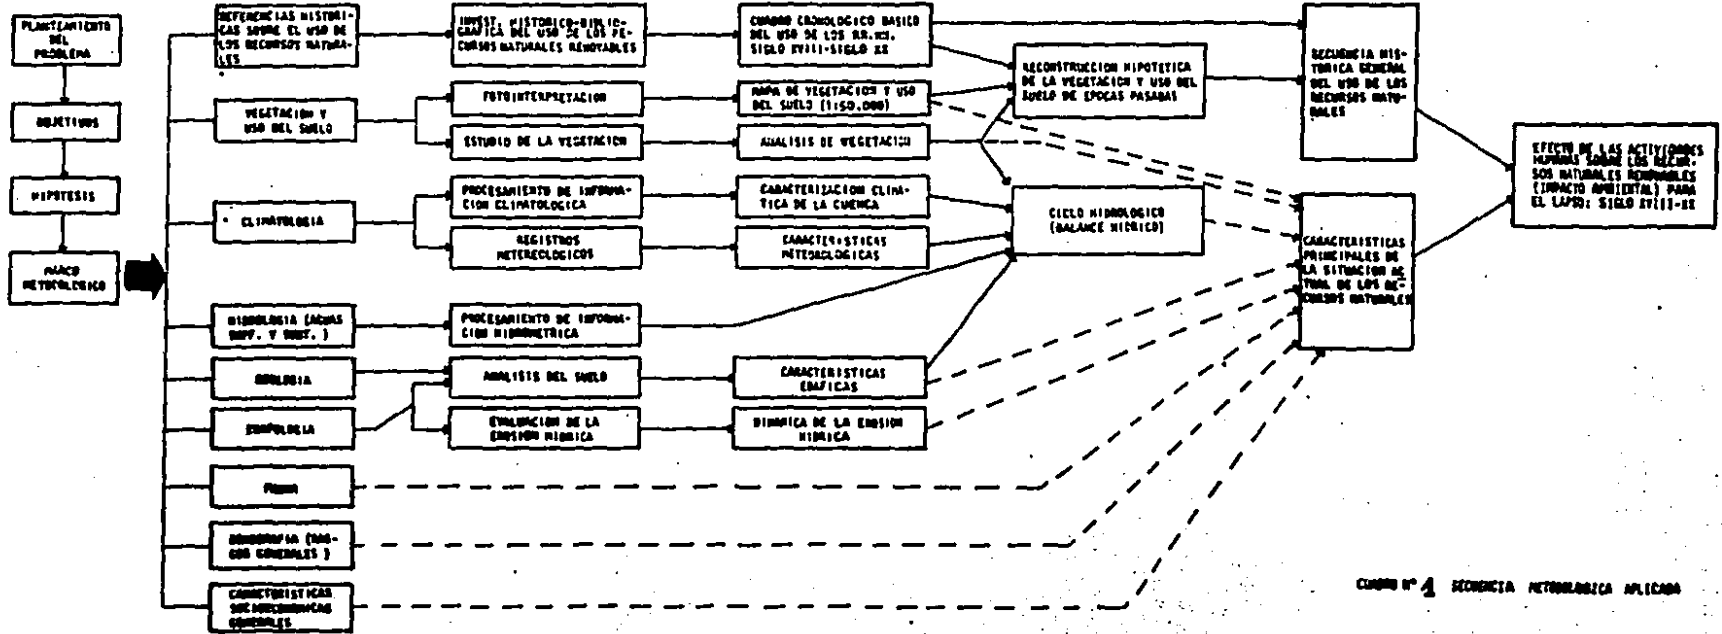 PLANTEAMIENTO
DEL
PROBLEMA
OBJETIVOS
HIPOTESIS
MARCO
METODOLOGICO
REFERENCIAS HISTORI-
CAS SOBRE EL USO DE
LOS RECURSOS NATURA-
LES
VEGETACION Y
USO DEL SUELO
CLIMATOLOGIA
HIDROLOGIA (AGUAS
SUPF. Y SUBT. )
EDAFOLOGIA
FAUNA
DEMOGRAFIA (RAS-
GOS GENERALES )
CARACTERISTICAS
SOCIOECONOMICAS
GENERALES
INVEST. HISTORICO-BIBLIO-
GRAFICA DEL USO DE LOS RE-
CURSOS NATURALES RENOVABLES
FOTOINTERPRETACION
ESTUDIO DE LA VEGETACION
PROCESAMIENTO DE INFORMA-
CION CLIMATOLOGICA
REGISTROS
METEREOLOGICOS
PROCESAMIENTO DE INFORMA-
CION HIDROMETRICA
ANALISIS DEL SUELO
EVALUACION DE LA
EROSION HIDRICA
CUADRO CRONOLOGICO BASICO
DEL USO DE LOS RR.NN.
SIGLO XVIII-SIGLO XX
MAPA DE VEGETACION Y USO
DEL SUELO (1:50.000)
ANALISIS DE VEGETACION
CARACTERIZACION CLIMA-
TICA DE LA CUENCA
CARACTERISTICAS
METEOROLOGICAS
CARACTERISTICAS
EDAFICAS
DINAMICA DE LA EROSION
HIDRICA
RECONSTRUCCION HIPOTETICA
DE LA VEGETACION Y USO DEL
SUELO DE EPOCAS PASADAS
CICLO HIDROLOGICO
(BALANCE HIDRICO)
SECUENCIA HIS-
TORICA GENERAL
DEL USO DE LOS
RECURSOS NATU-
RALES
CARACTERISTICAS
PRINCIPALES DE
LA SITUACION AC
TUAL DE LOS RE-
CURSOS NATURALES
EFECTO DE LAS ACTIVIDADES
HUMANAS SOBRE LOS RECUR-
SOS NATURALES RENOVABLES
(IMPACTO AMBIENTAL) PARA
EL LAPSO: SIGLO XVIII-XX
CUADRO Nº 1 SECUENCIA METODOLOGICA APLICADA